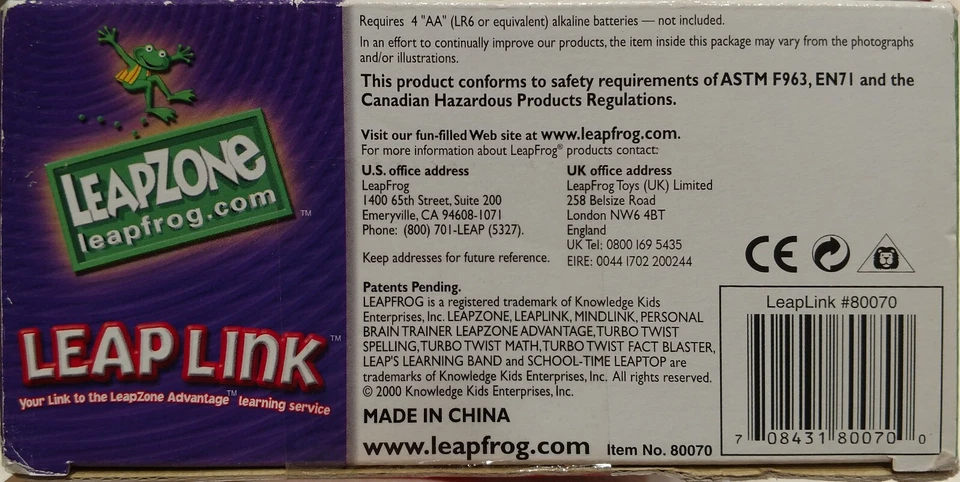 LEAPZONE
leapfrog.com™
LEAP LINK™
Your Link to the LeapZone Advantage™ learning service
Requires 4 "AA" (LR6 or equivalent) alkaline batteries — not included.
In an effort to continually improve our products, the item inside this package may vary from the photographs
and/or illustrations.
This product conforms to safety requirements of ASTM F963, EN71 and the
Canadian Hazardous Products Regulations.
Visit our fun-filled Web site at www.leapfrog.com.
For more information about LeapFrog® products contact:
U.S. office address
LeapFrog
1400 65th Street, Suite 200
Emeryville, CA 94608-1071
Phone: (800) 701-LEAP (5327).
Keep addresses for future reference.
UK office address
LeapFrog Toys (UK) Limited
258 Belsize Road
London NW6 4BT
England
UK Tel: 0800 169 5435
EIRE: 0044 1702 200244
Patents Pending.
LEAPFROG is a registered trademark of Knowledge Kids
Enterprises, Inc. LEAPZONE, LEAPLINK, MINDLINK, PERSONAL
BRAIN TRAINER LEAPZONE ADVANTAGE, TURBO TWIST
SPELLING, TURBO TWIST MATH, TURBO TWIST FACT BLASTER,
LEAP'S LEARNING BAND and SCHOOL-TIME LEAPTOP are
trademarks of Knowledge Kids Enterprises, Inc. All rights reserved.
© 2000 Knowledge Kids Enterprises, Inc.
MADE IN CHINA
www.leapfrog.com Item No. 80070
CE
LeapLink #80070
7 08431 80070 0